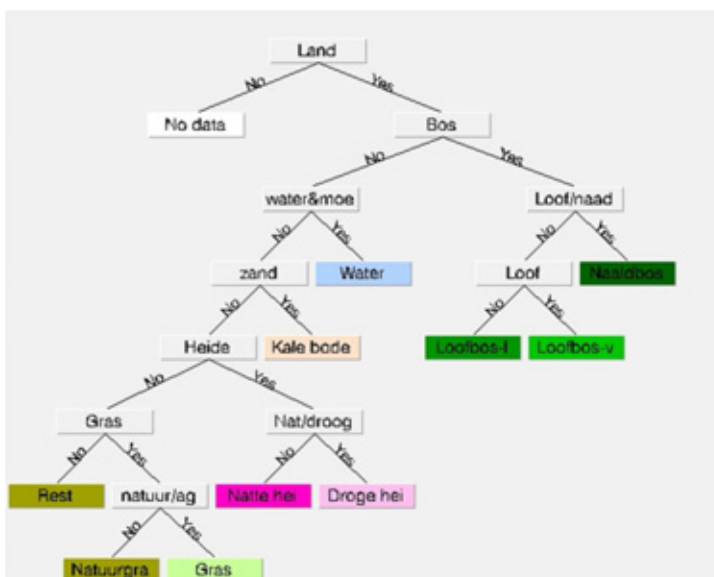 Land
No Yes
No data Bos
No Yes
water&moe Loof/naad
No Yes No Yes
zand Water Loof Naaldbos
No Yes No Yes
Heide Kale bode Loofbos-l Loofbos-v
No Yes
Gras Nat/droog
No Yes No Yes
Rest natuur/ag Natte hei Droge hei
No Yes
Natuurgra Gras